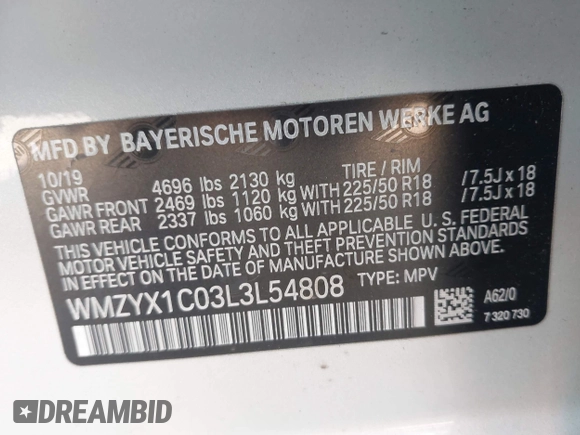 MFD BY BAYERISCHE MOTOREN WERKE AG
10/19 TIRE / RIM
GVWR 4696 lbs 2130 kg
GAWR FRONT 2469 lbs 1120 kg WITH 225/50 R18 /7.5J x 18
GAWR REAR 2337 lbs 1060 kg WITH 225/50 R18 /7.5J x 18
THIS VEHICLE CONFORMS TO ALL APPLICABLE U. S. FEDERAL
MOTOR VEHICLE SAFETY AND THEFT PREVENTION STANDARDS
IN EFFECT ON THE DATE OF MANUFACTURE SHOWN ABOVE.
WMZYX1C03L3L54808 TYPE: MPV
A62/0
7 320 730
DREAMBID